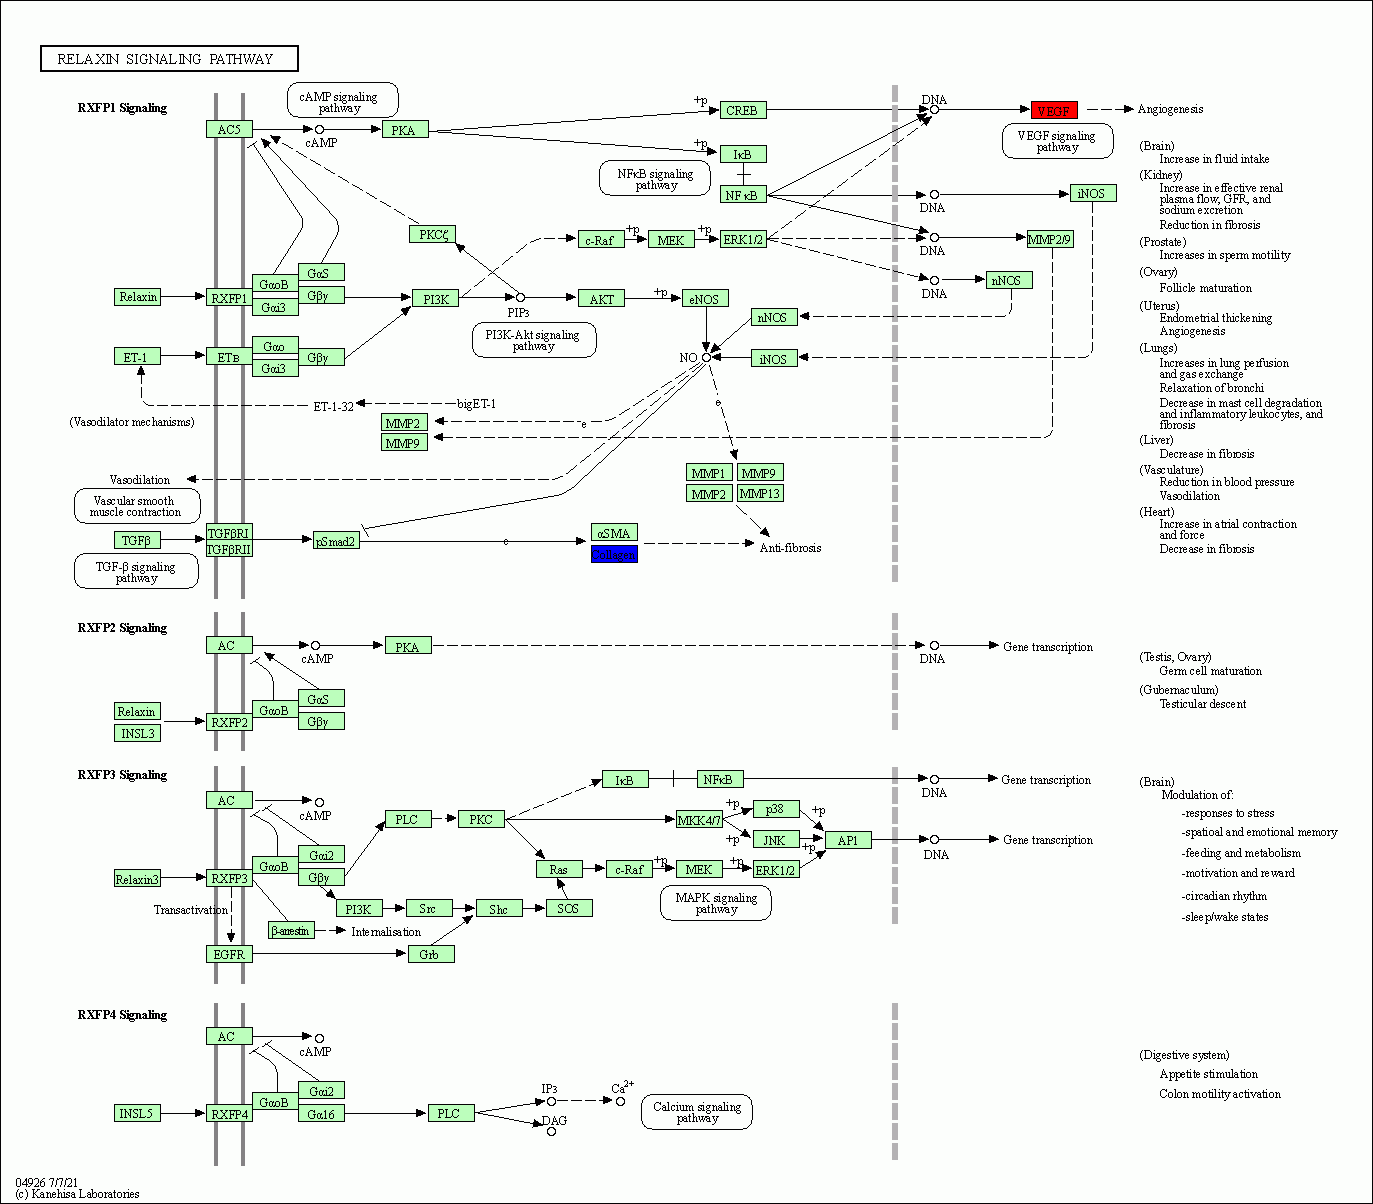 RELAXIN SIGNALING PATHWAY
RXFP1 Signaling
cAMP signaling
pathway
AC5
cAMP
PKA
+p
CREB
DNA
VEGF
Angiogenesis
VEGF signaling
pathway
+p
IκB
NFκB signaling
pathway
NFκB
DNA
iNOS
PKCζ
c-Raf
+p
MEK
+p
ERK1/2
DNA
MMP2/9
Relaxin
RXFP1
GαoB
GαS
Gαi3
Gβγ
PI3K
PIP3
AKT
+p
eNOS
DNA
nNOS
PI3K-Akt signaling
pathway
nNOS
ET-1
ETB
Gαo
Gαi3
Gβγ
NO
iNOS
ET-1-32
bigET-1
(Vasodilator mechanisms)
MMP2
MMP9
e
e
MMP1
MMP9
MMP2
MMP13
Vasodilation
Vascular smooth
muscle contraction
TGFβ
TGFβRI
TGFβRII
pSmad2
e
αSMA
Collagen
Anti-fibrosis
TGF-β signaling
pathway
(Brain)
Increase in fluid intake
(Kidney)
Increase in effective renal
plasma flow, GFR, and
sodium excretion
Reduction in fibrosis
(Prostate)
Increases in sperm motility
(Ovary)
Follicle maturation
(Uterus)
Endometrial thickening
Angiogenesis
(Lungs)
Increases in lung perfusion
and gas exchange
Relaxation of bronchi
Decrease in mast cell degradation
and inflammatory leukocytes, and
fibrosis
(Liver)
Decrease in fibrosis
(Vasculature)
Reduction in blood pressure
Vasodilation
(Heart)
Increase in atrial contraction
and force
Decrease in fibrosis
RXFP2 Signaling
AC
cAMP
PKA
DNA
Gene transcription
Relaxin
INSL3
RXFP2
GαoB
GαS
Gβγ
(Testis, Ovary)
Germ cell maturation
(Gubernaculum)
Testicular descent
RXFP3 Signaling
AC
cAMP
IκB
NFκB
DNA
Gene transcription
PLC
PKC
MKK4/7
+p
+p
p38
JNK
+p
+p
AP1
DNA
Gene transcription
Relaxin3
RXFP3
GαoB
Gαi2
Gβγ
Ras
c-Raf
+p
MEK
+p
ERK1/2
Transactivation
PI3K
Src
Shc
SOS
MAPK signaling
pathway
β-arrestin
Internalisation
EGFR
Grb
(Brain)
Modulation of:
-responses to stress
-spatioal and emotional memory
-feeding and metabolism
-motivation and reward
-circadian rhythm
-sleep/wake states
RXFP4 Signaling
AC
cAMP
INSL5
RXFP4
GαoB
Gαi2
Gα16
PLC
IP3
DAG
Ca2+
Calcium signaling
pathway
(Digestive system)
Appetite stimulation
Colon motility activation
04926 7/7/21
(c) Kanehisa Laboratories